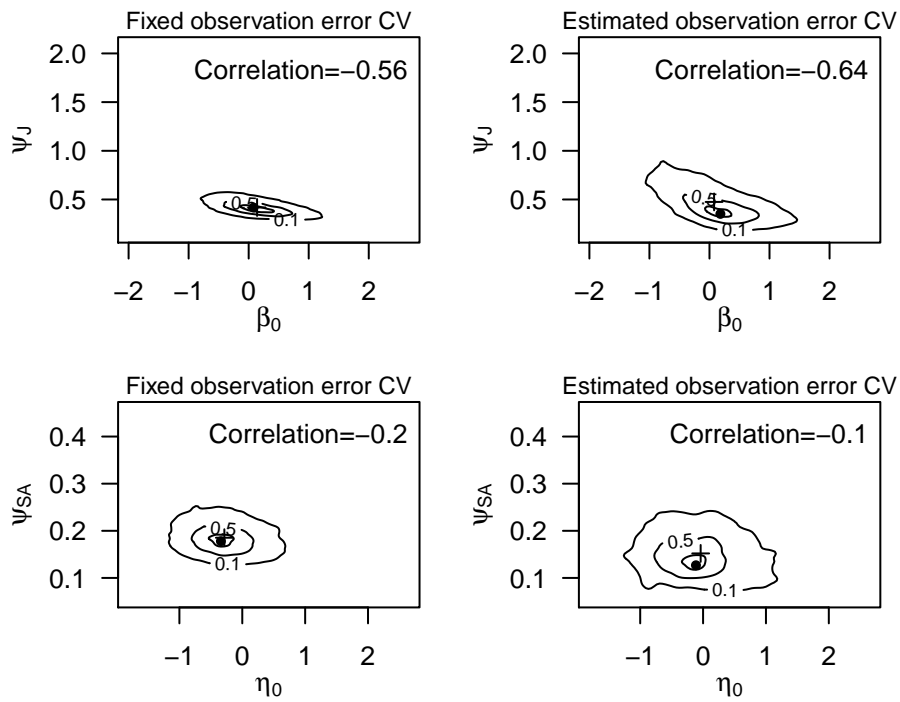 Fixed observation error CV
Correlation=−0.56
ψJ
2.0
1.5
1.0
0.5
0.5
0.1
−2 −1 0 1 2
β0
Estimated observation error CV
Correlation=−0.64
ψJ
2.0
1.5
1.0
0.5
0.5
0.1
−2 −1 0 1 2
β0
Fixed observation error CV
Correlation=−0.2
ψSA
0.4
0.3
0.2
0.1
0.5
0.1
−1 0 1 2
η0
Estimated observation error CV
Correlation=−0.1
ψSA
0.4
0.3
0.2
0.1
0.5
0.1
−1 0 1 2
η0